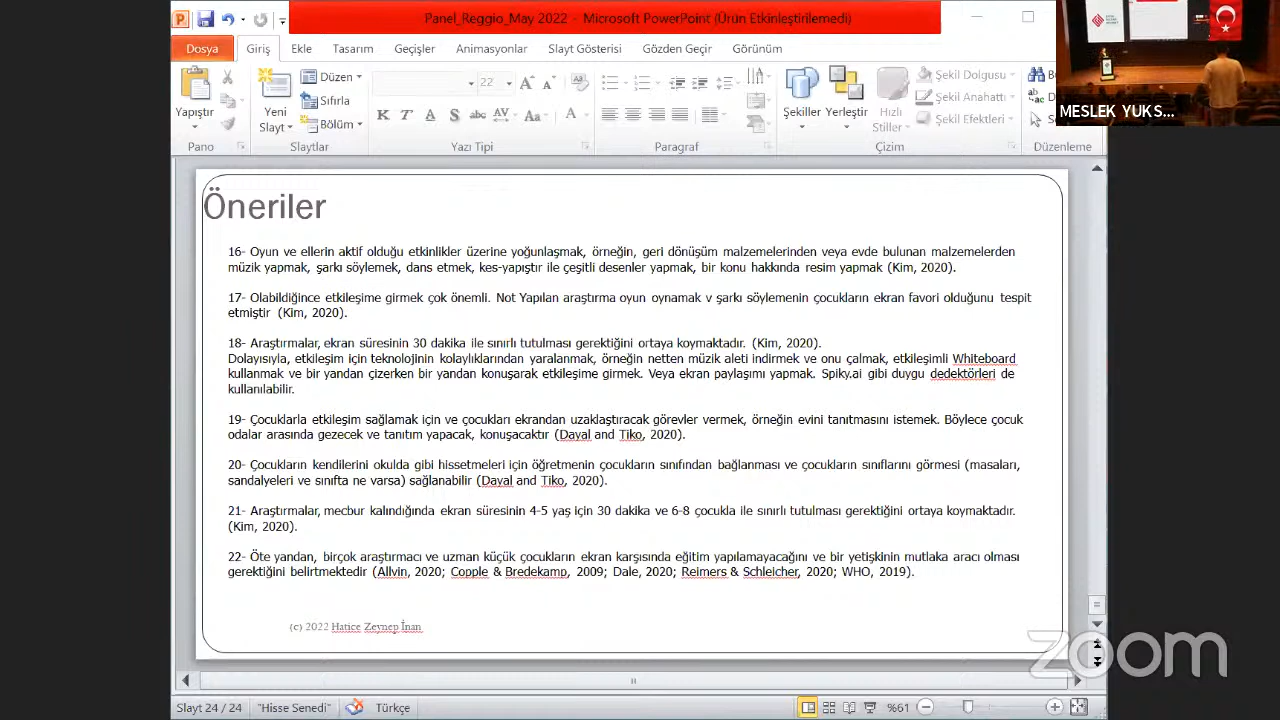 Panel_Reggio_May 2022 - Microsoft PowerPoint (Ürün Etkinleştirilemedi)
Dosya Giriş Ekle Tasarım Geçişler Animasyonlar Slayt Gösterisi Gözden Geçir Görünüm
Yapıştır
Pano
Yeni
Slayt
Düzen
Sıfırla
Bölüm
Slaytlar
22
Yazı Tipi
Paragraf
Şekiller
Yerleştir
Hızlı
Stiller
Şekil Dolgusu
Şekil Anahattı
Şekil Efektleri
Çizim
Düzenleme
MESLEK YUKS...
Öneriler
16- Oyun ve ellerin aktif olduğu etkinlikler üzerine yoğunlaşmak, örneğin, geri dönüşüm malzemelerinden veya evde bulunan malzemelerden
müzik yapmak, şarkı söylemek, dans etmek, kes-yapıştır ile çeşitli desenler yapmak, bir konu hakkında resim yapmak (Kim, 2020).
17- Olabildiğince etkileşime girmek çok önemli. Not Yapılan araştırma oyun oynamak v şarkı söylemenin çocukların ekran favori olduğunu tespit
etmiştir (Kim, 2020).
18- Araştırmalar, ekran süresinin 30 dakika ile sınırlı tutulması gerektiğini ortaya koymaktadır. (Kim, 2020).
Dolayısıyla, etkileşim için teknolojinin kolaylıklarından yaralanmak, örneğin netten müzik aleti indirmek ve onu çalmak, etkileşimli Whiteboard
kullanmak ve bir yandan çizerken bir yandan konuşarak etkileşime girmek. Veya ekran paylaşımı yapmak. Spiky.ai gibi duygu dedektörleri de
kullanılabilir.
19- Çocuklarla etkileşim sağlamak için ve çocukları ekrandan uzaklaştıracak görevler vermek, örneğin evini tanıtmasını istemek. Böylece çocuk
odalar arasında gezecek ve tanıtım yapacak, konuşacaktır (Dayal and Tiko, 2020).
20- Çocukların kendilerini okulda gibi hissetmeleri için öğretmenin çocukların sınıfından bağlanması ve çocukların sınıflarını görmesi (masaları,
sandalyeleri ve sınıfta ne varsa) sağlanabilir (Dayal and Tiko, 2020).
21- Araştırmalar, mecbur kalındığında ekran süresinin 4-5 yaş için 30 dakika ve 6-8 çocukla ile sınırlı tutulması gerektiğini ortaya koymaktadır.
(Kim, 2020).
22- Öte yandan, birçok araştırmacı ve uzman küçük çocukların ekran karşısında eğitim yapılamayacağını ve bir yetişkinin mutlaka aracı olması
gerektiğini belirtmektedir (Allvin, 2020; Copple & Bredekamp, 2009; Dale, 2020; Reimers & Schleicher, 2020; WHO, 2019).
(c) 2022 Hatice Zeynep İnan
zoom
Slayt 24 / 24 "Hisse Senedi" Türkçe %61